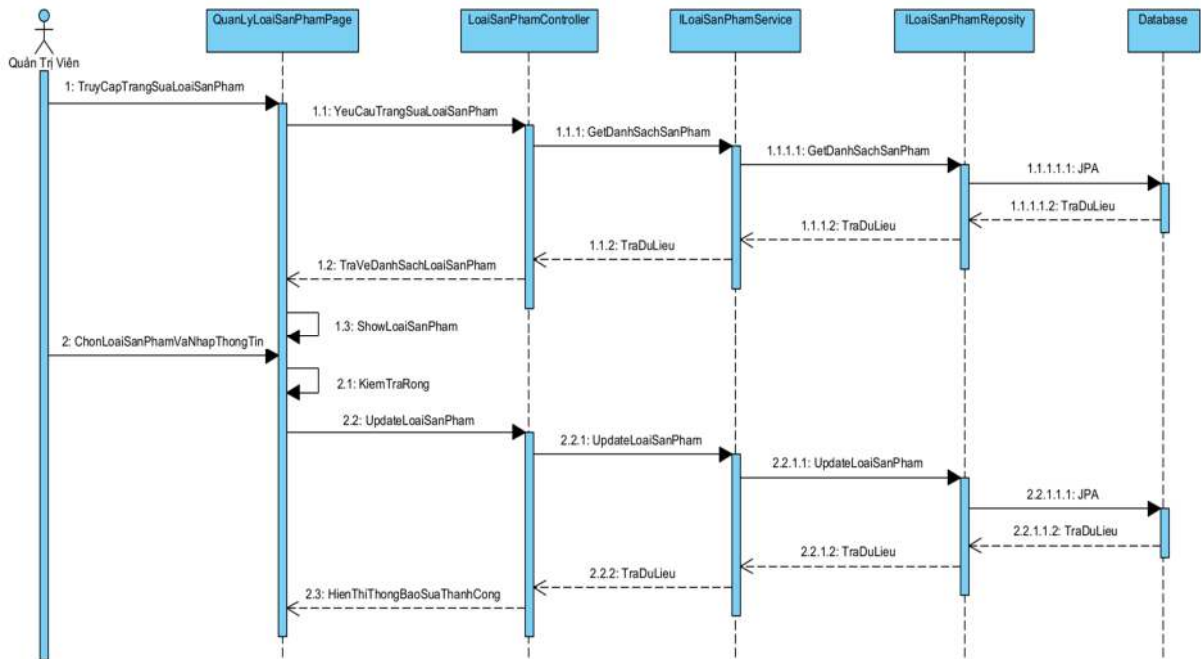 QuanLyLoaiSanPhamPage
LoaiSanPhamController
ILoaiSanPhamService
ILoaiSanPhamReposity
Database
Quản Trị Viên
1: TruyCapTrangSuaLoaiSanPham
1.1: YeuCauTrangSuaLoaiSanPham
1.1.1: GetDanhSachSanPham
1.1.1.1: GetDanhSachSanPham
1.1.1.1.1: JPA
1.1.1.1.2: TraDuLieu
1.1.1.2: TraDuLieu
1.1.2: TraDuLieu
1.2: TraVeDanhSachLoaiSanPham
1.3: ShowLoaiSanPham
2: ChonLoaiSanPhamVaNhapThongTin
2.1: KiemTraRong
2.2: UpdateLoaiSanPham
2.2.1: UpdateLoaiSanPham
2.2.1.1: UpdateLoaiSanPham
2.2.1.1.1: JPA
2.2.1.1.2: TraDuLieu
2.2.1.2: TraDuLieu
2.2.2: TraDuLieu
2.3: HienThiThongBaoSuaThanhCong